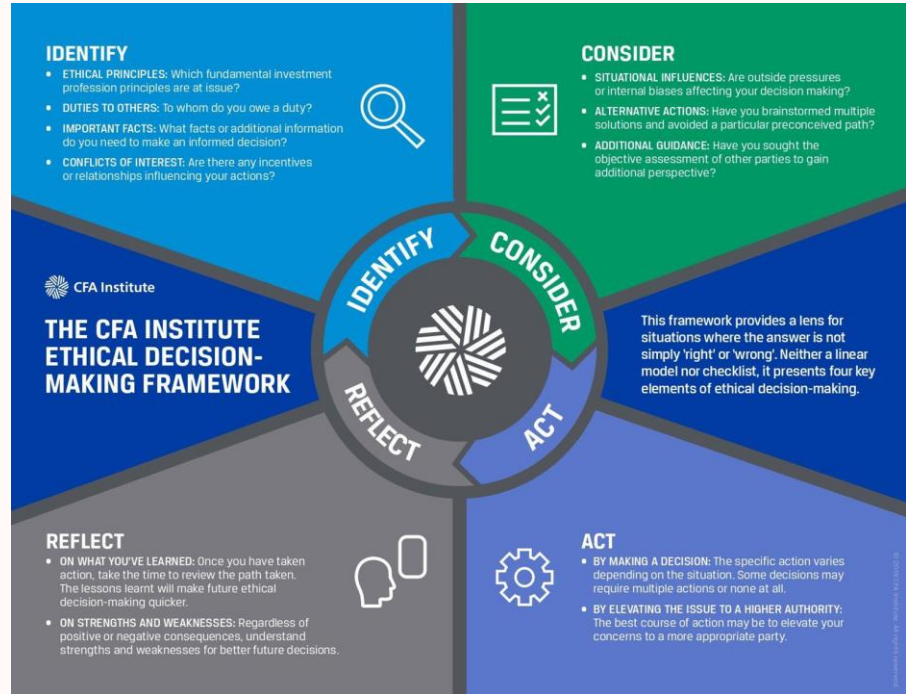 IDENTIFY
• ETHICAL PRINCIPLES: Which fundamental investment
profession principles are at issue?
• DUTIES TO OTHERS: To whom do you owe a duty?
• IMPORTANT FACTS: What facts or additional information
do you need to make an informed decision?
• CONFLICTS OF INTEREST: Are there any incentives
or relationships influencing your actions?
CONSIDER
• SITUATIONAL INFLUENCES: Are outside pressures
or internal biases affecting your decision making?
• ALTERNATIVE ACTIONS: Have you brainstormed multiple
solutions and avoided a particular preconceived path?
• ADDITIONAL GUIDANCE: Have you sought the
objective assessment of other parties to gain
additional perspective?
CFA Institute
THE CFA INSTITUTE
ETHICAL DECISION-
MAKING FRAMEWORK
IDENTIFY
CONSIDER
ACT
REFLECT
This framework provides a lens for
situations where the answer is not
simply 'right' or 'wrong'. Neither a linear
model nor checklist, it presents four key
elements of ethical decision-making.
REFLECT
• ON WHAT YOU'VE LEARNED: Once you have taken
action, take the time to review the path taken.
The lessons learnt will make future ethical
decision-making quicker.
• ON STRENGTHS AND WEAKNESSES: Regardless of
positive or negative consequences, understand
strengths and weaknesses for better future decisions.
ACT
• BY MAKING A DECISION: The specific action varies
depending on the situation. Some decisions may
require multiple actions or none at all.
• BY ELEVATING THE ISSUE TO A HIGHER AUTHORITY:
The best course of action may be to elevate your
concerns to a more appropriate party.
CFA Institute. All rights reserved.